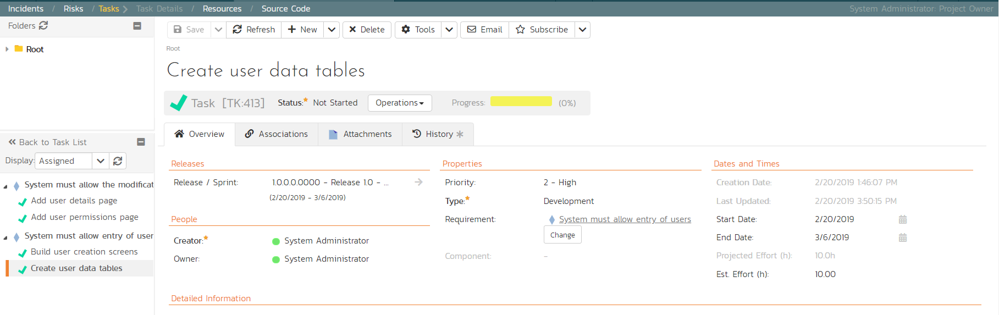 Incidents / Risks / Tasks Task Details / Resources / Source Code System Administrator: Project Owner
Folders
Root
Save Refresh New Delete Tools Email Subscribe
Root
Create user data tables
Task [TK:413] Status: Not Started Operations Progress: (0%)
Overview Associations Attachments History
Back to Task List
Display: Assigned
System must allow the modificat
Add user details page
Add user permissions page
System must allow entry of user
Build user creation screens
Create user data tables
Releases
Release / Sprint: 1.0.0.0.0000 - Release 1.0 - ...
(2/20/2019 - 3/6/2019)
People
Creator: System Administrator
Owner: System Administrator
Properties
Priority: 2 - High
Type: Development
Requirement: System must allow entry of users
Change
Component: -
Dates and Times
Creation Date: 2/20/2019 1:46:07 PM
Last Updated: 2/20/2019 3:50:15 PM
Start Date: 2/20/2019
End Date: 3/6/2019
Projected Effort (h): 10.0h
Est. Effort (h): 10.00
Detailed Information